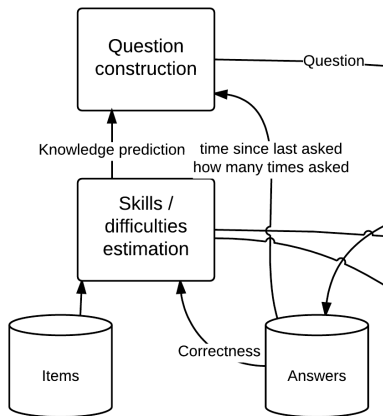 Question
construction
Question
Knowledge prediction
time since last asked
how many times asked
Skills /
difficulties
estimation
Correctness
Items
Answers